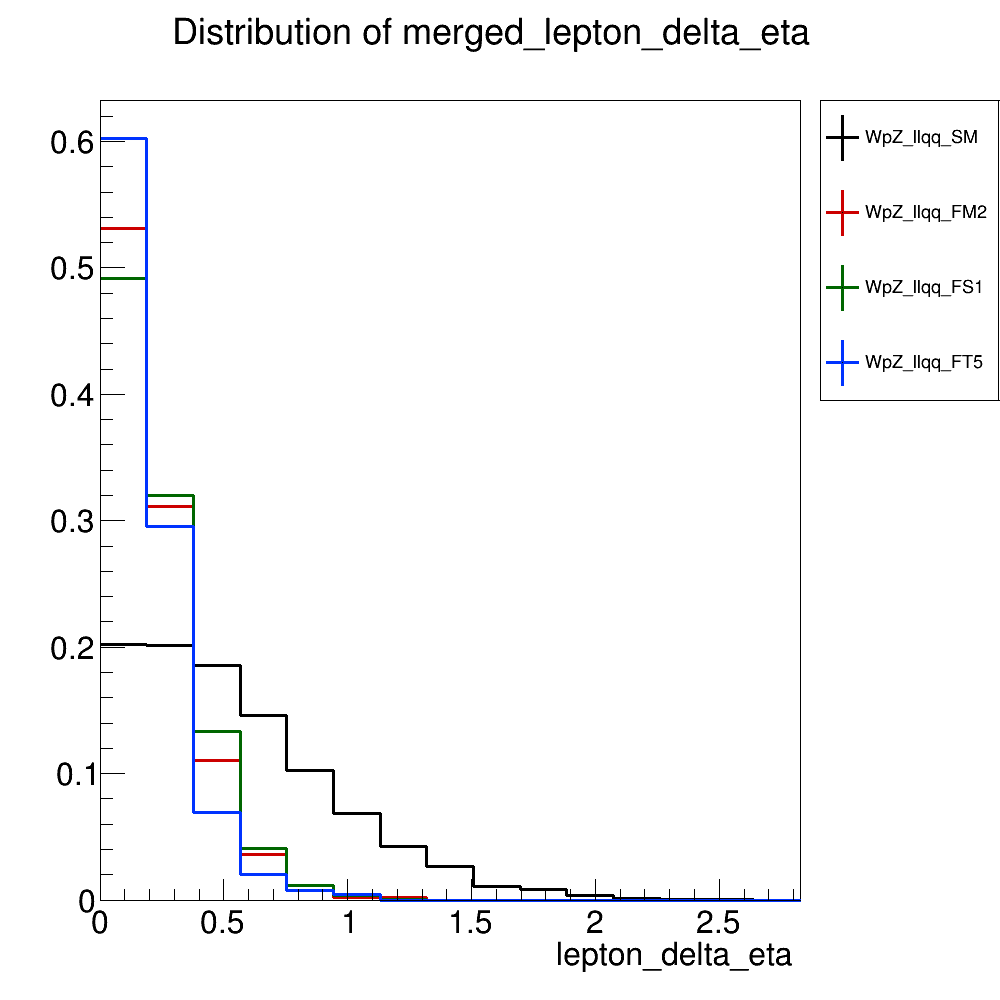 Distribution of merged_lepton_delta_eta
WpZ_llqq_SM
WpZ_llqq_FM2
WpZ_llqq_FS1
WpZ_llqq_FT5
0.6
0.5
0.4
0.3
0.2
0.1
0
0 0.5 1 1.5 2 2.5
lepton_delta_eta